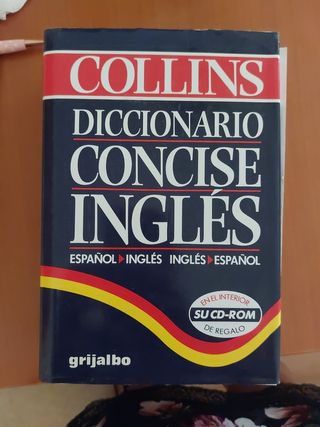 COLLINS
DICCIONARIO
CONCISE
INGLÉS
ESPAÑOL INGLÉS INGLÉS ESPAÑOL
EN EL INTERIOR
SU CD-ROM
DE REGALO
grijalbo